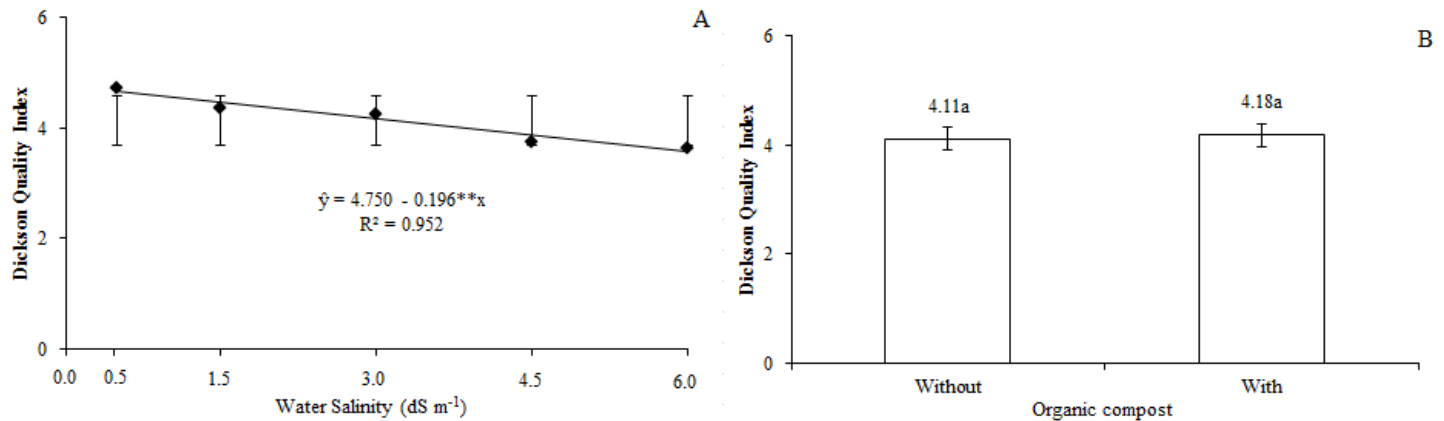 A
Dickson Quality Index
6
4
2
0
ŷ = 4.750 - 0.196**x
R² = 0.952
0.0 0.5 1.5 3.0 4.5 6.0
Water Salinity (dS m⁻¹)
B
Dickson Quality Index
6
4
2
0
4.11a 4.18a
Without With
Organic compost